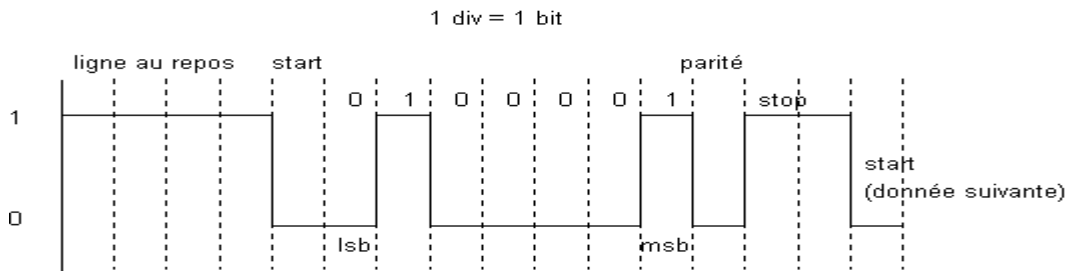 1 div = 1 bit
ligne au repos start parité
0 1 0 0 0 0 1 stop
1
start
(donnée suivante)
0
lsb msb